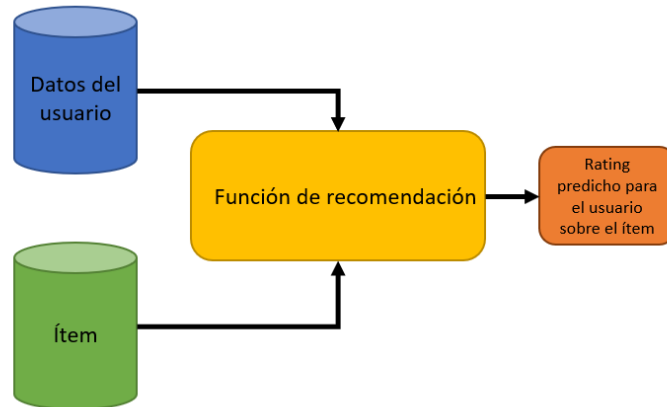 Datos del
usuario
Función de recomendación
Rating
predicho para
el usuario
sobre el ítem
Ítem